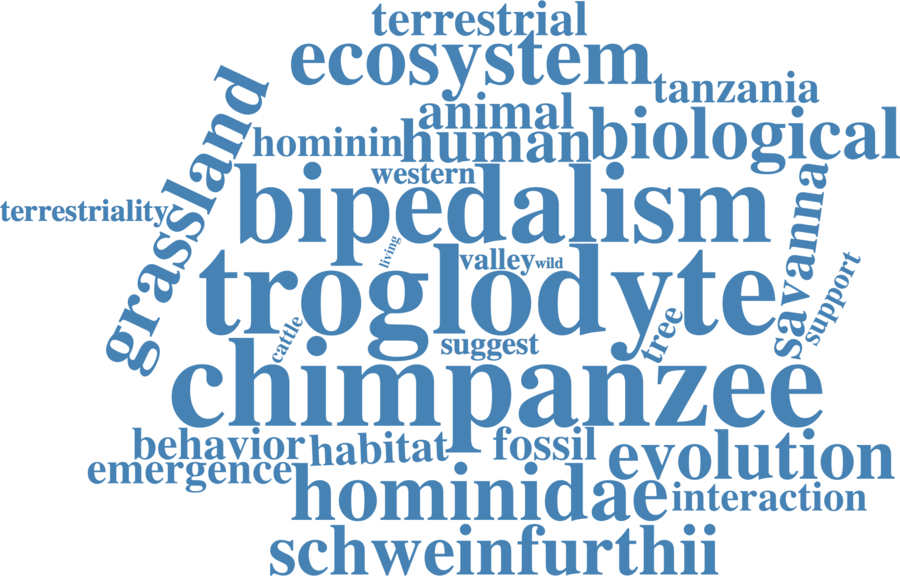 terrestrial
ecosystem
tanzania
animal
biological
hominin
human
grassland
western
bipedalism
savanna
terrestriality
living
valley
wild
troglodyte
support
cattle
tree
suggest
chimpanzee
behavior
habitat
fossil
evolution
emergence
hominidae
interaction
schweinfurthii